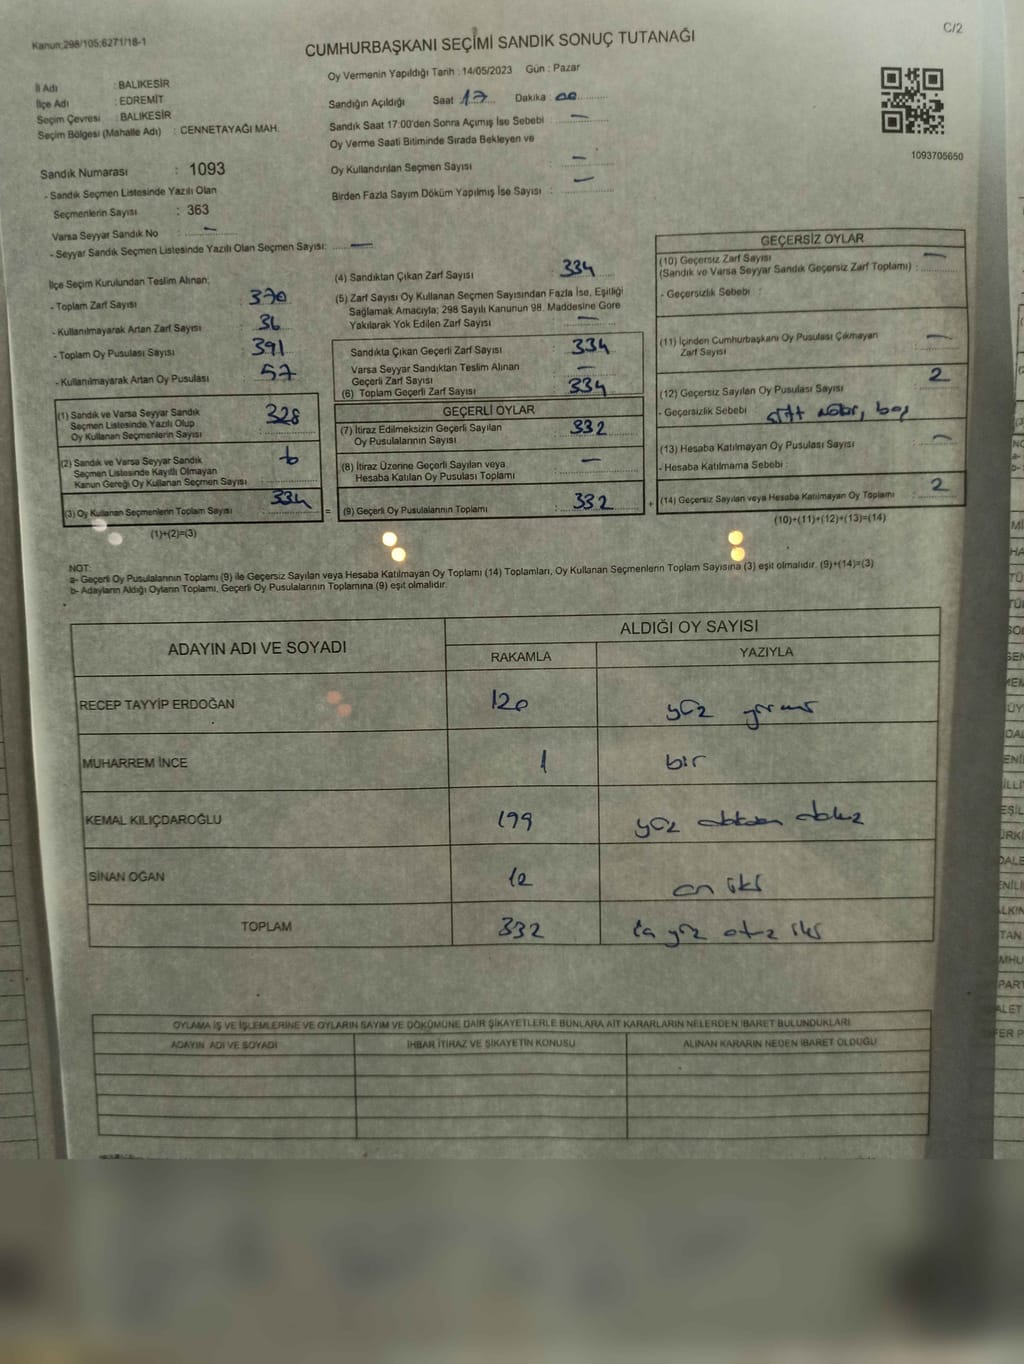 Kanun:298/105;6271/18-1
C/2
CUMHURBAŞKANI SEÇİMİ SANDIK SONUÇ TUTANAĞI
İl Adı : BALIKESİR
İlçe Adı : EDREMİT
Seçim Çevresi : BALIKESİR
Seçim Bölgesi (Mahalle Adı) : CENNETAYAĞI MAH.
Oy Vermenin Yapıldığı Tarih : 14/05/2023 Gün : Pazar
Sandığın Açıldığı Saat 17 Dakika : 00
Sandık Saat 17:00'den Sonra Açılmış İse Sebebi : —
Oy Verme Saati Bitiminde Sırada Bekleyen ve
Oy Kullandırılan Seçmen Sayısı : —
Birden Fazla Sayım Döküm Yapılmış İse Sayısı : —
1093705650
Sandık Numarası : 1093
- Sandık Seçmen Listesinde Yazılı Olan
Seçmenlerin Sayısı : 363
Varsa Seyyar Sandık No : —
- Seyyar Sandık Seçmen Listesinde Yazılı Olan Seçmen Sayısı: —
İlçe Seçim Kurulundan Teslim Alınan;
- Toplam Zarf Sayısı : 370
- Kullanılmayarak Artan Zarf Sayısı : 36
- Toplam Oy Pusulası Sayısı : 391
- Kullanılmayarak Artan Oy Pusulası : 57
(1) Sandık ve Varsa Seyyar Sandık
Seçmen Listesinde Yazılı Olup
Oy Kullanan Seçmenlerin Sayısı : 328
(2) Sandık ve Varsa Seyyar Sandık
Seçmen Listesinde Kayıtlı Olmayan
Kanun Gereği Oy Kullanan Seçmen Sayısı : 6
(3) Oy Kullanan Seçmenlerin Toplam Sayısı : 334
(1)+(2)=(3)
(4) Sandıktan Çıkan Zarf Sayısı : 334
(5) Zarf Sayısı Oy Kullanan Seçmen Sayısından Fazla İse, Eşitliği
Sağlamak Amacıyla; 298 Sayılı Kanunun 98. Maddesine Göre
Yakılarak Yok Edilen Zarf Sayısı : —
Sandıkta Çıkan Geçerli Zarf Sayısı : 334
Varsa Seyyar Sandıktan Teslim Alınan
Geçerli Zarf Sayısı : —
(6) Toplam Geçerli Zarf Sayısı : 334
GEÇERLİ OYLAR
(7) İtiraz Edilmeksizin Geçerli Sayılan
Oy Pusulalarının Sayısı : 332
(8) İtiraz Üzerine Geçerli Sayılan veya
Hesaba Katılan Oy Pusulası Toplamı : —
= (9) Geçerli Oy Pusulalarının Toplamı : 332 +
GEÇERSİZ OYLAR
(10) Geçersiz Zarf Sayısı
(Sandık ve Varsa Seyyar Sandık Geçersiz Zarf Toplamı) : —
- Geçersizlik Sebebi :
(11) İçinden Cumhurbaşkanı Oy Pusulası Çıkmayan
Zarf Sayısı : —
(12) Geçersiz Sayılan Oy Pusulası Sayısı : 2
- Geçersizlik Sebebi : boş
(13) Hesaba Katılmayan Oy Pusulası Sayısı : —
- Hesaba Katılmama Sebebi :
(14) Geçersiz Sayılan veya Hesaba Katılmayan Oy Toplamı : 2
(10)+(11)+(12)+(13)=(14)
NOT:
a- Geçerli Oy Pusulalarının Toplamı (9) ile Geçersiz Sayılan veya Hesaba Katılmayan Oy Toplamı (14) Toplamları, Oy Kullanan Seçmenlerin Toplam Sayısına (3) eşit olmalıdır. (9)+(14)=(3)
b- Adayların Aldığı Oyların Toplamı, Geçerli Oy Pusulalarının Toplamına (9) eşit olmalıdır.
ADAYIN ADI VE SOYADI
ALDIĞI OY SAYISI
RAKAMLA YAZIYLA
RECEP TAYYİP ERDOĞAN 120 yüz yirmi
MUHARREM İNCE 1 bir
KEMAL KILIÇDAROĞLU 199 yüz doksan dokuz
SİNAN OĞAN 12 on iki
TOPLAM 332 üç yüz otuz iki
OYLAMA İŞ VE İŞLEMLERİNE VE OYLARIN SAYIM VE DÖKÜMÜNE DAİR ŞİKAYETLERLE BUNLARA AİT KARARLARIN NELERDEN İBARET BULUNDUKLARI
ADAYIN ADI VE SOYADI İHBAR İTİRAZ VE ŞİKAYETİN KONUSU ALINAN KARARIN NEDEN İBARET OLDUĞU